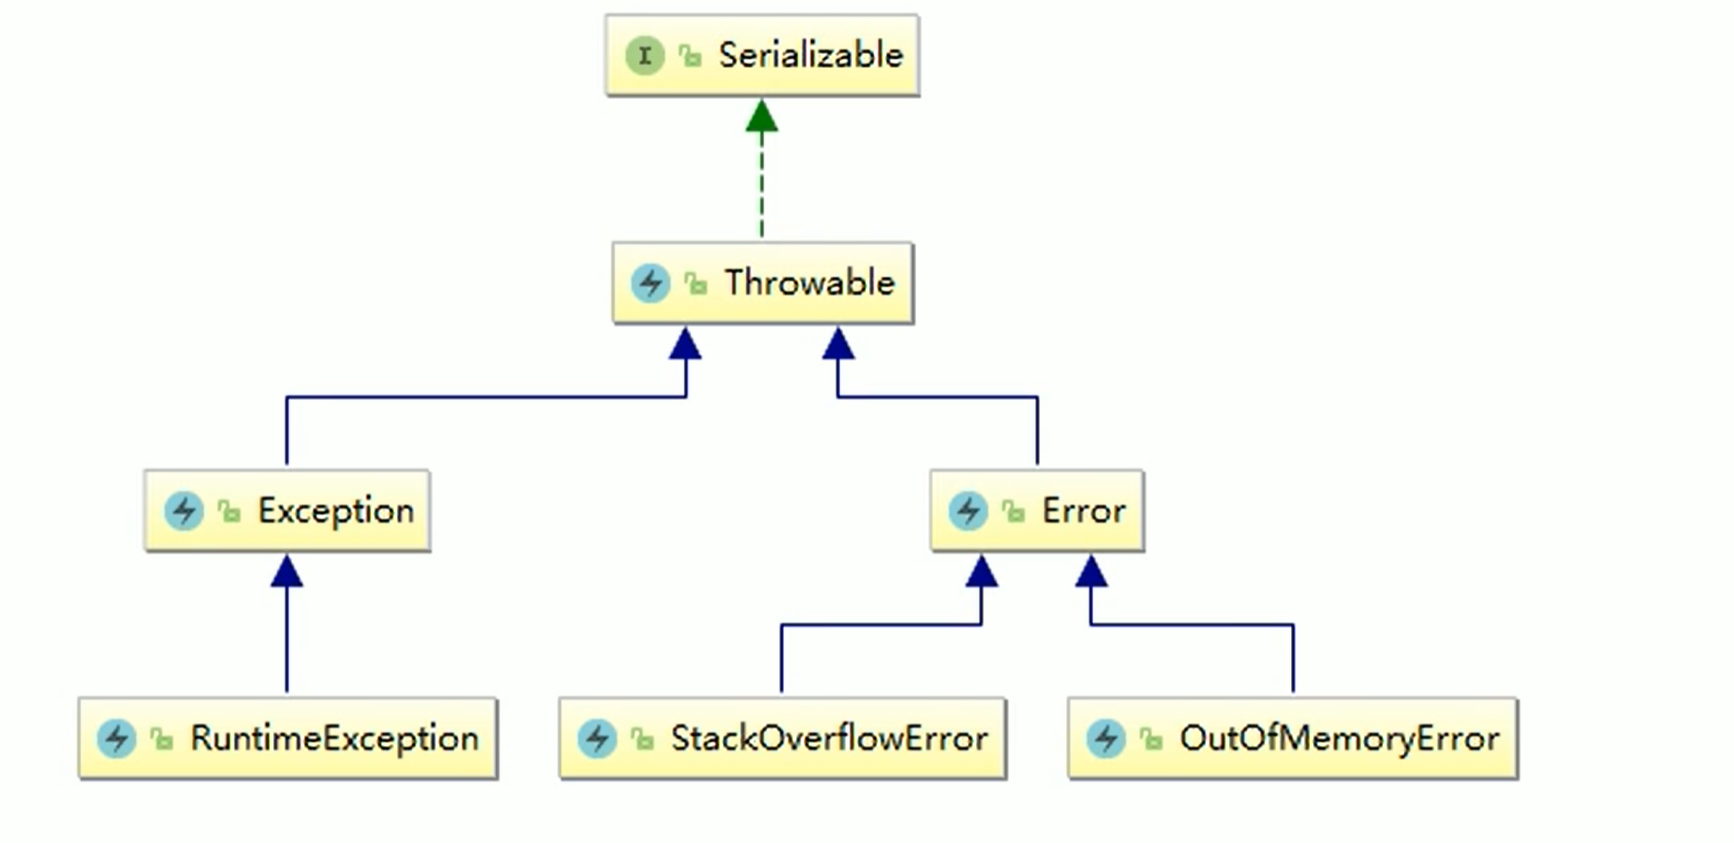 Serializable
Throwable
Exception
Error
RuntimeException
StackOverflowError
OutOfMemoryError